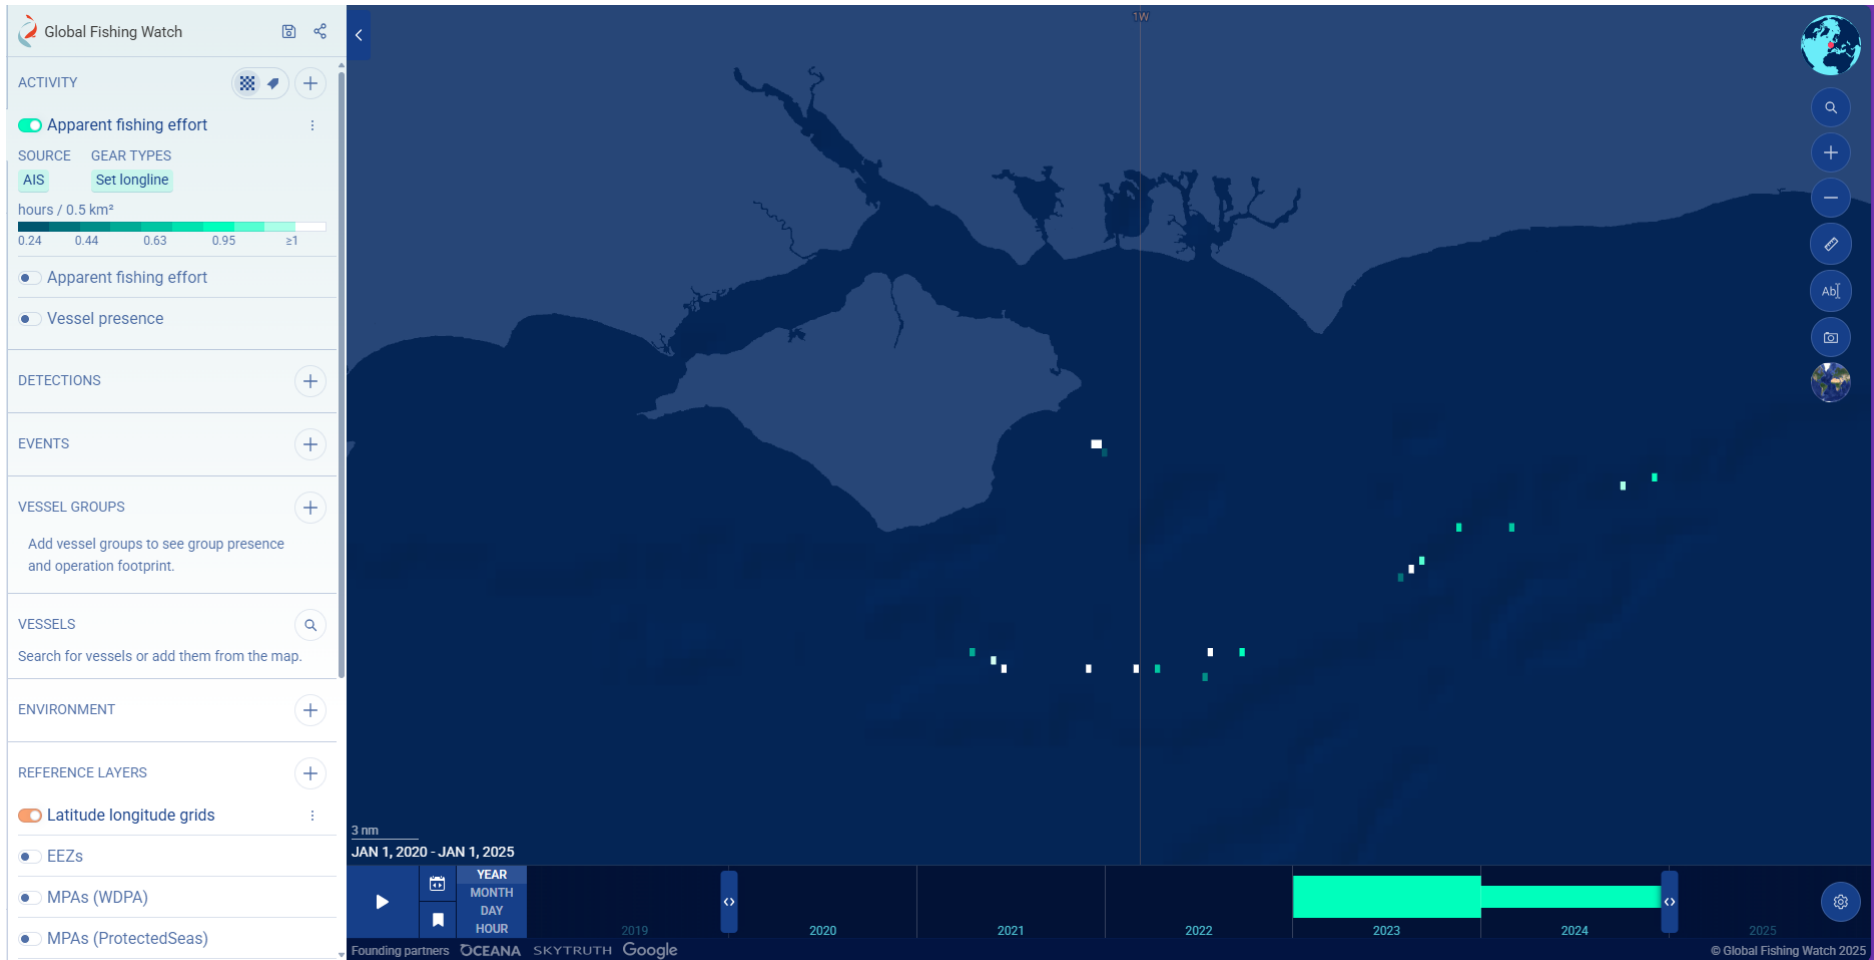 Global Fishing Watch
ACTIVITY
Apparent fishing effort
SOURCE GEAR TYPES
AIS Set longline
hours / 0.5 km²
0.24 0.44 0.63 0.95 ≥1
Apparent fishing effort
Vessel presence
DETECTIONS
EVENTS
VESSEL GROUPS
Add vessel groups to see group presence
and operation footprint.
VESSELS
Search for vessels or add them from the map.
ENVIRONMENT
REFERENCE LAYERS
Latitude longitude grids
EEZs
MPAs (WDPA)
MPAs (ProtectedSeas)
1W
Ab
3 nm
JAN 1, 2020 - JAN 1, 2025
YEAR
MONTH
DAY
HOUR
2019 2020 2021 2022 2023 2024 2025
Founding partners OCEANA SKYTRUTH Google
© Global Fishing Watch 2025